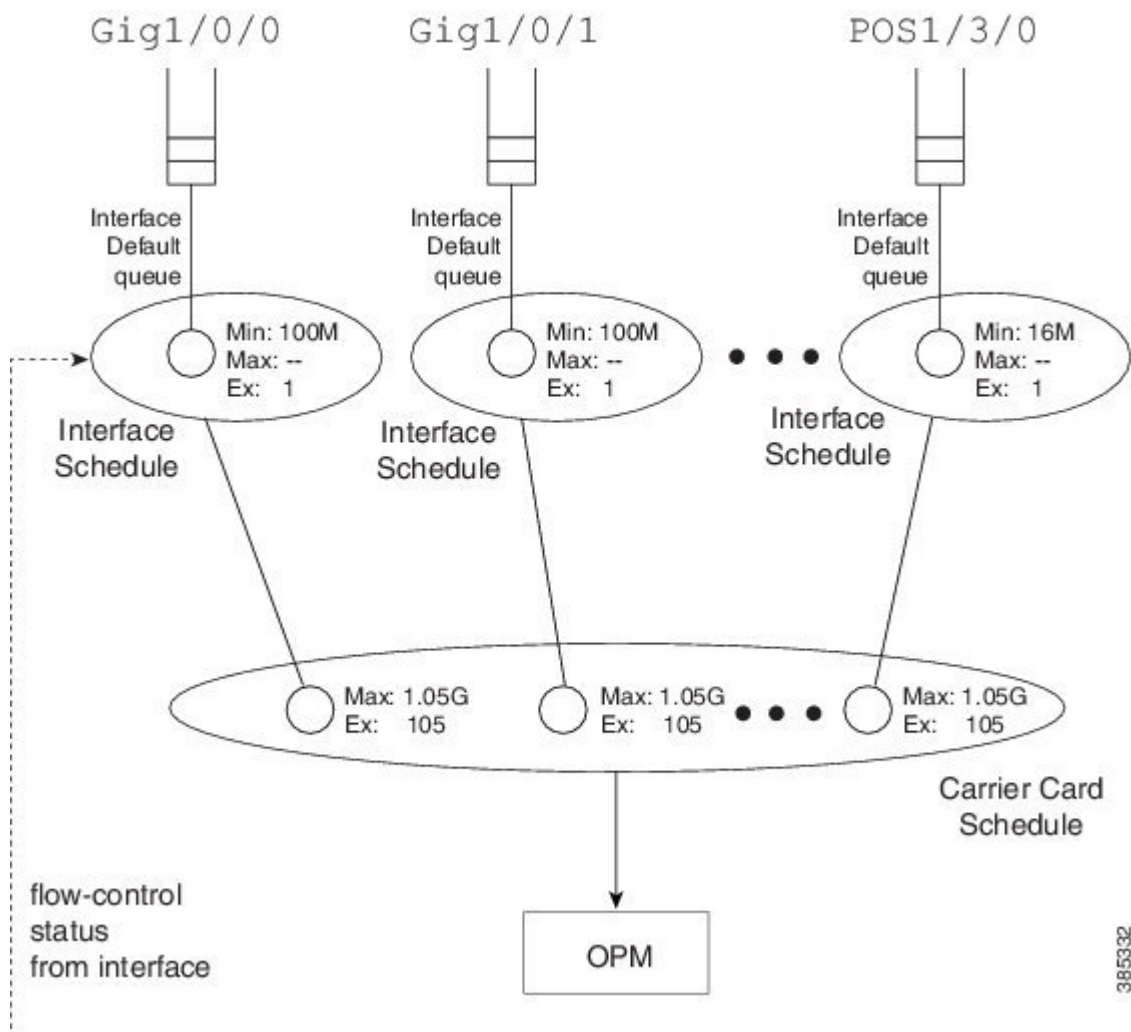 Gig1/0/0
Gig1/0/1
POS1/3/0
Interface
Default
queue
Interface
Default
queue
Interface
Default
queue
Min: 100M
Max: --
Ex: 1
Min: 100M
Max: --
Ex: 1
Min: 16M
Max: --
Ex: 1
Interface
Schedule
Interface
Schedule
Interface
Schedule
Max: 1.05G
Ex: 105
Max: 1.05G
Ex: 105
Max: 1.05G
Ex: 105
Carrier Card
Schedule
flow-control
status
from interface
OPM
385332